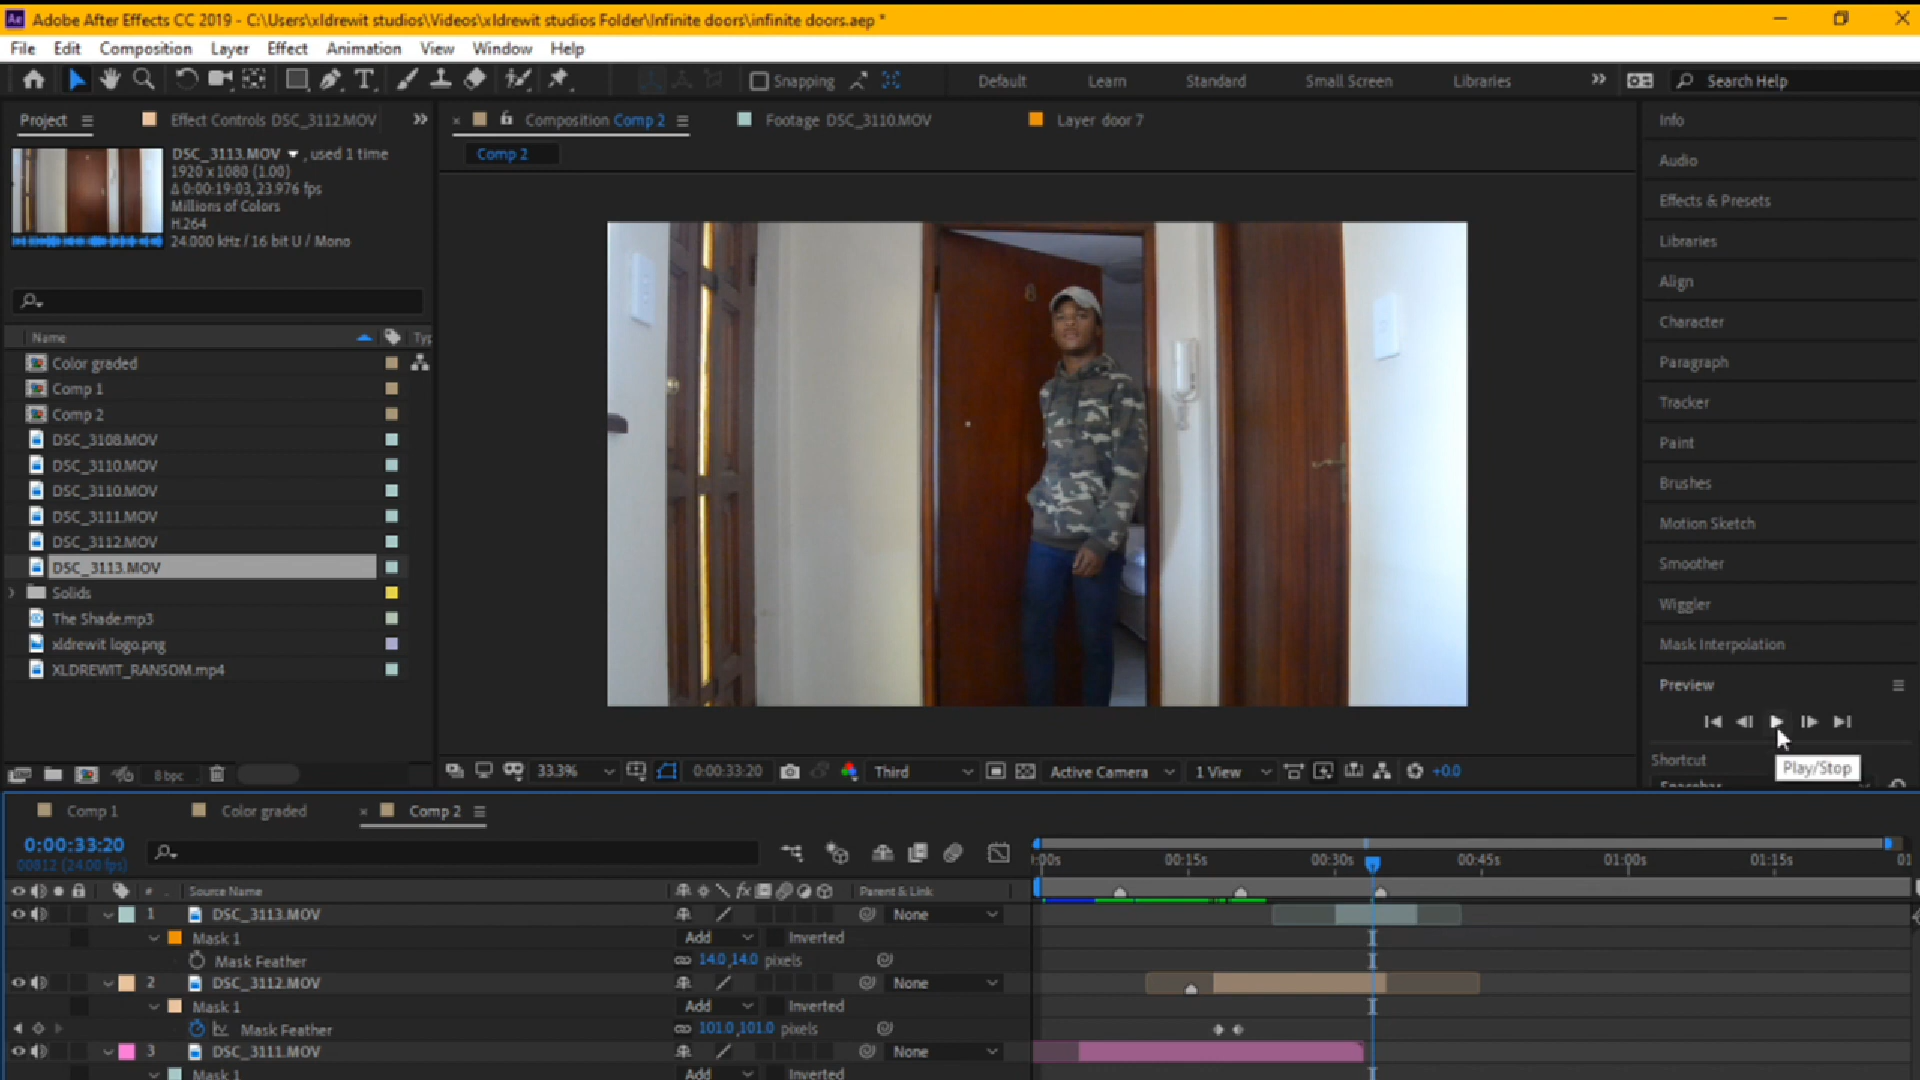 Adobe After Effects CC 2019 - C:\Users\xldrewit studios\Videos\xldrewit studios Folder\Infinite doors\infinite doors.aep *
File Edit Composition Layer Effect Animation View Window Help
Snapping Default Learn Standard Small Screen Libraries Search Help
Project Effect Controls DSC_3112.MOV
Composition Comp 2 Footage DSC_3110.MOV Layer door 7
Comp 2
DSC_3113.MOV , used 1 time
1920 x 1080 (1.00)
Δ 0:00:19:03, 23.976 fps
Millions of Colors
H.264
24.000 kHz / 16 bit U / Mono
Name Typ
Color graded
Comp 1
Comp 2
DSC_3108.MOV
DSC_3110.MOV
DSC_3110.MOV
DSC_3111.MOV
DSC_3112.MOV
DSC_3113.MOV
Solids
The Shade.mp3
xldrewit logo.png
XLDREWIT_RANSOM.mp4
8 bpc
33.3% 0:00:33:20 Third Active Camera 1 View +0.0
Info
Audio
Effects & Presets
Libraries
Align
Character
Paragraph
Tracker
Paint
Brushes
Motion Sketch
Smoother
Wiggler
Mask Interpolation
Preview
Shortcut
Play/Stop
Spacebar
Comp 1 Color graded Comp 2
0:00:33:20
00812 (24.00 fps)
:00s 00:15s 00:30s 00:45s 01:00s 01:15s 01
# Source Name fx Parent & Link
1 DSC_3113.MOV None
Mask 1 Add Inverted
Mask Feather 14.0,14.0 pixels
2 DSC_3112.MOV None
Mask 1 Add Inverted
Mask Feather 101.0,101.0 pixels
3 DSC_3111.MOV None
Mask 1 Add Inverted